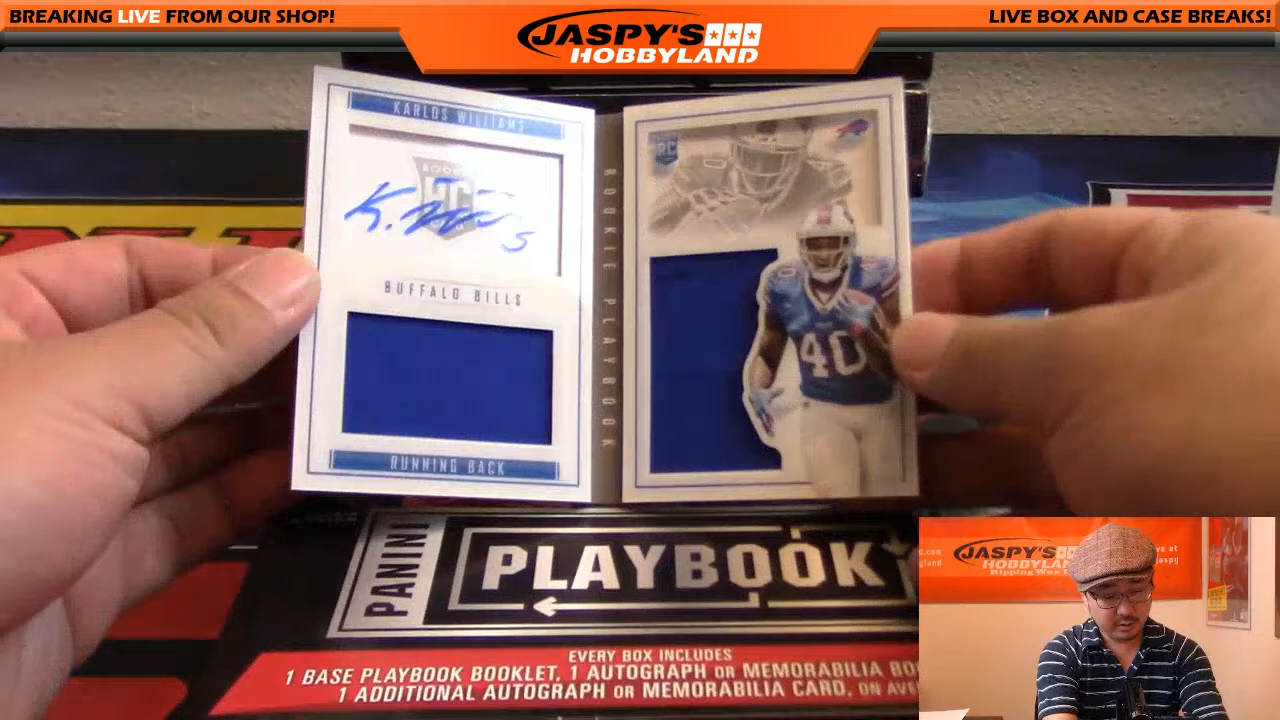 BREAKING LIVE FROM OUR SHOP!
JASPY'S
HOBBYLAND
LIVE BOX AND CASE BREAKS!
KARLOS WILLIAMS
ROOKIE PLAYBOOK
RC
BUFFALO BILLS
RUNNING BACK
40
40
PANINI
PLAYBOOK
EVERY BOX INCLUDES
1 BASE PLAYBOOK BOOKLET, 1 AUTOGRAPH OR MEMORABILIA BO
1 ADDITIONAL AUTOGRAPH OR MEMORABILIA CARD, ON AVE
JASPY'S
HOBBYLAND